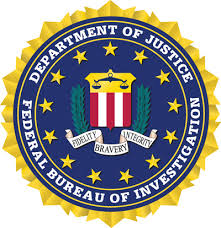 DEPARTMENT OF JUSTICE
FIDELITY
BRAVERY
INTEGRITY
FEDERAL BUREAU OF INVESTIGATION